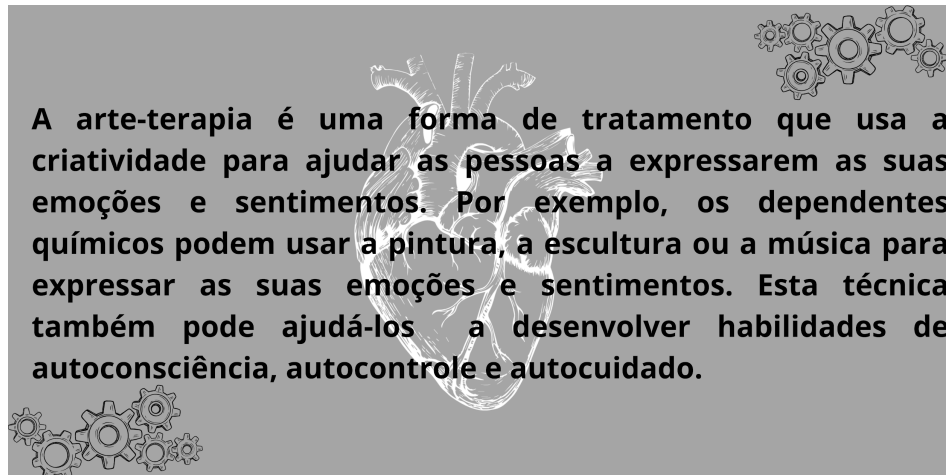 A arte-terapia é uma forma de tratamento que usa a
criatividade para ajudar as pessoas a expressarem as suas
emoções e sentimentos. Por exemplo, os dependentes
químicos podem usar a pintura, a escultura ou a música para
expressar as suas emoções e sentimentos. Esta técnica
também pode ajudá-los a desenvolver habilidades de
autoconsciência, autocontrole e autocuidado.